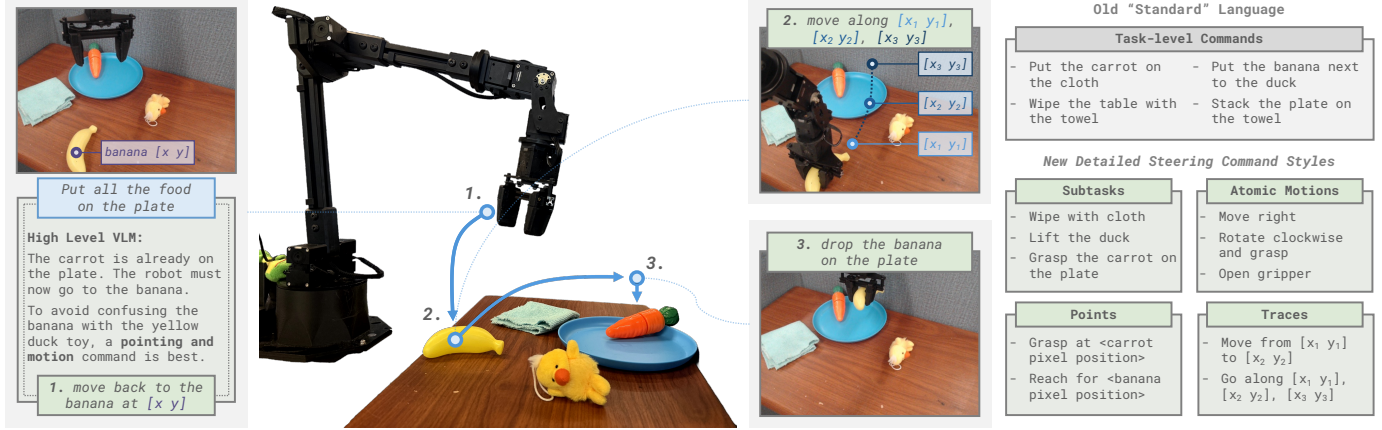 banana [x y]
Put all the food
on the plate
High Level VLM:
The carrot is already on
the plate. The robot must
now go to the banana.
To avoid confusing the
banana with the yellow
duck toy, a pointing and
motion command is best.
1. move back to the
banana at [x y]
1.
2.
3.
2. move along [x₁ y₁],
[x₂ y₂], [x₃ y₃]
[x₃ y₃]
[x₂ y₂]
[x₁ y₁]
3. drop the banana
on the plate
Old “Standard” Language
Task-level Commands
- Put the carrot on
the cloth
- Wipe the table with
the towel
- Put the banana next
to the duck
- Stack the plate on
the towel
New Detailed Steering Command Styles
Subtasks
- Wipe with cloth
- Lift the duck
- Grasp the carrot on
the plate
Atomic Motions
- Move right
- Rotate clockwise
and grasp
- Open gripper
Points
- Grasp at <carrot
pixel position>
- Reach for <banana
pixel position>
Traces
- Move from [x₁ y₁]
to [x₂ y₂]
- Go along [x₁ y₁],
[x₂ y₂], [x₃ y₃]